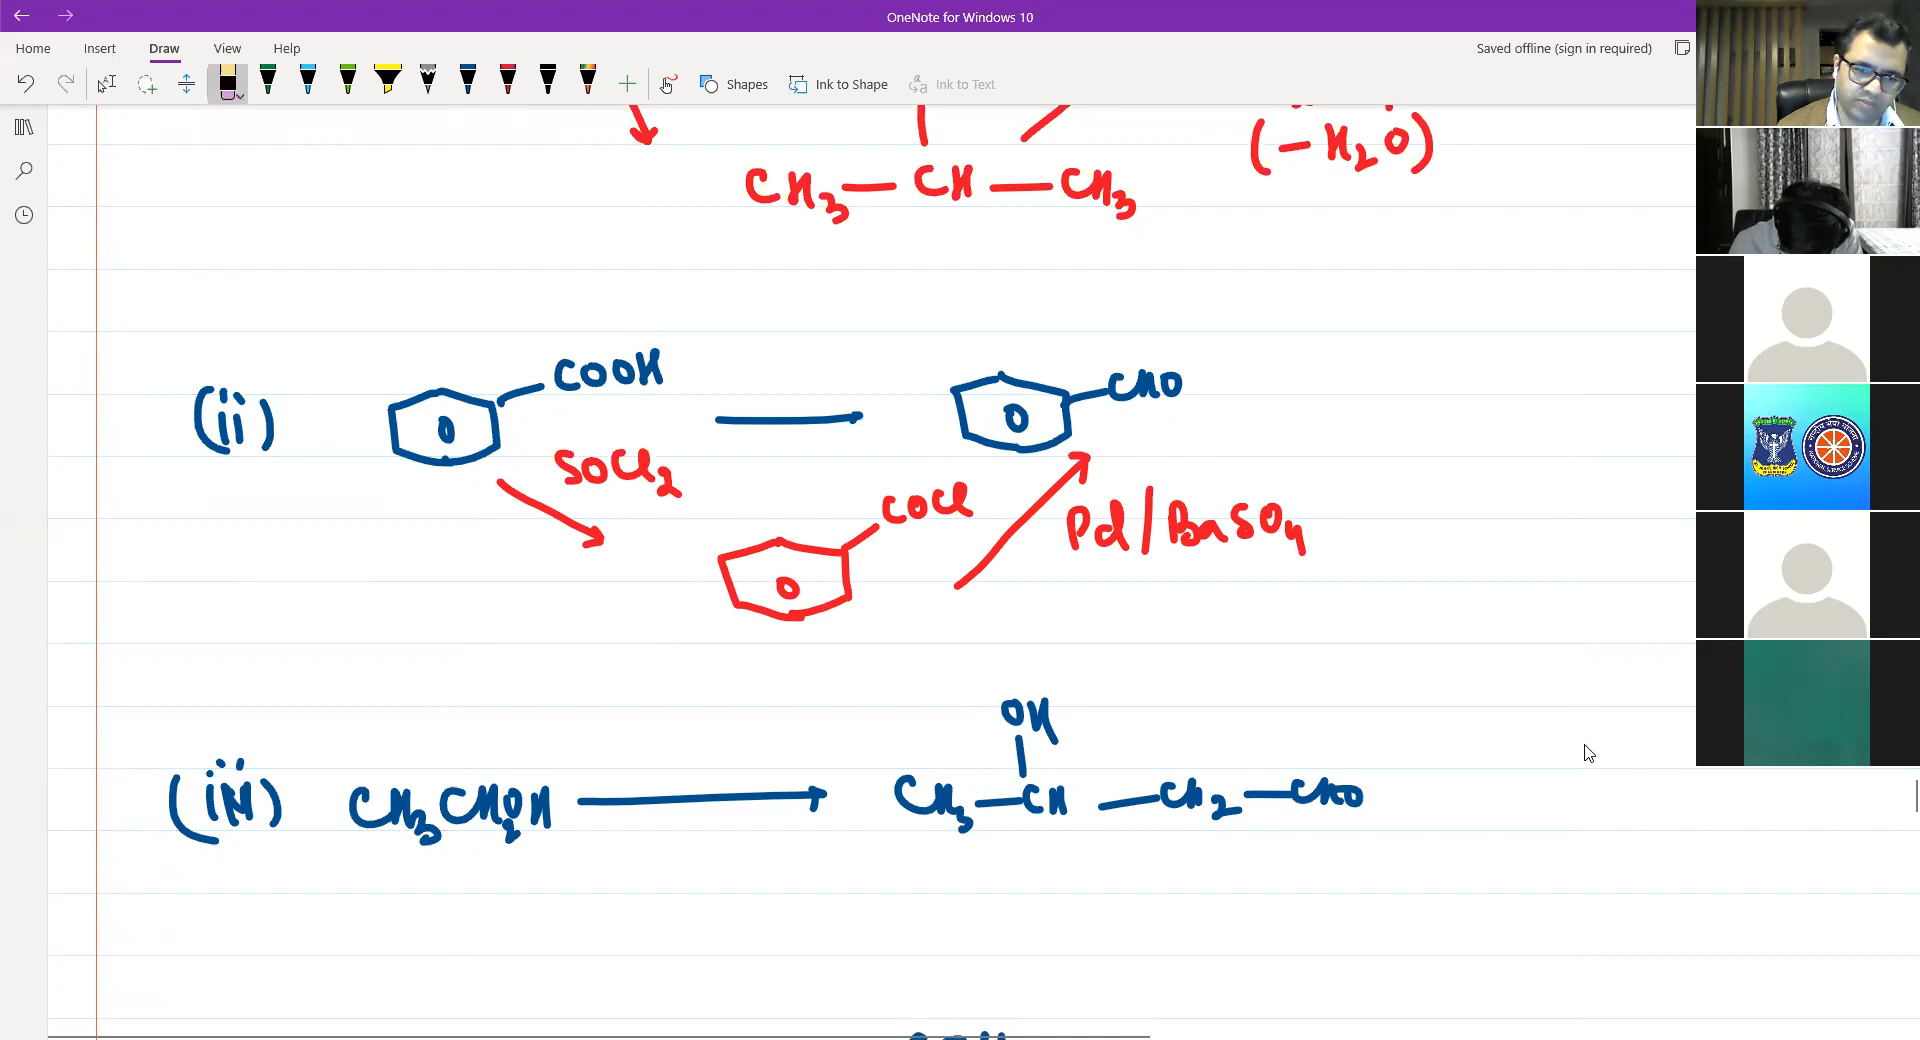 OneNote for Windows 10
Home Insert Draw View Help
Saved offline (sign in required)
Shapes Ink to Shape Ink to Text
(-H2O)
CH3-CH-CH3
(ii) COOH CHO
SOCl2
COCl
Pd/BaSO4
OH
(iii) CH3CH2OH CH3-CH-CH2-CHO